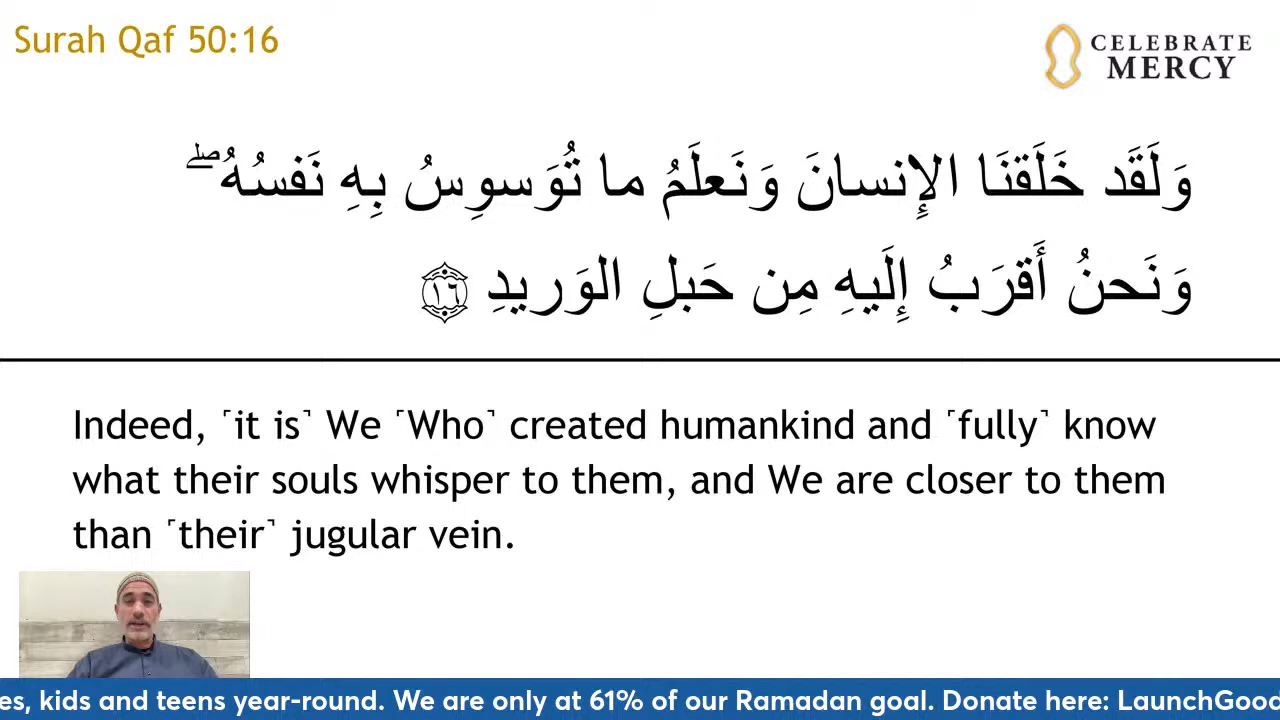 Surah Qaf 50:16
CELEBRATE
MERCY
وَلَقَد خَلَقنَا الإِنسانَ وَنَعلَمُ ما تُوَسوِسُ بِهِ نَفسُهُ ۖ
وَنَحنُ أَقرَبُ إِلَيهِ مِن حَبلِ الوَريدِ ١٦
Indeed, ˹it is˺ We ˹Who˺ created humankind and ˹fully˺ know
what their souls whisper to them, and We are closer to them
than ˹their˺ jugular vein.
es, kids and teens year-round. We are only at 61% of our Ramadan goal. Donate here: LaunchGood